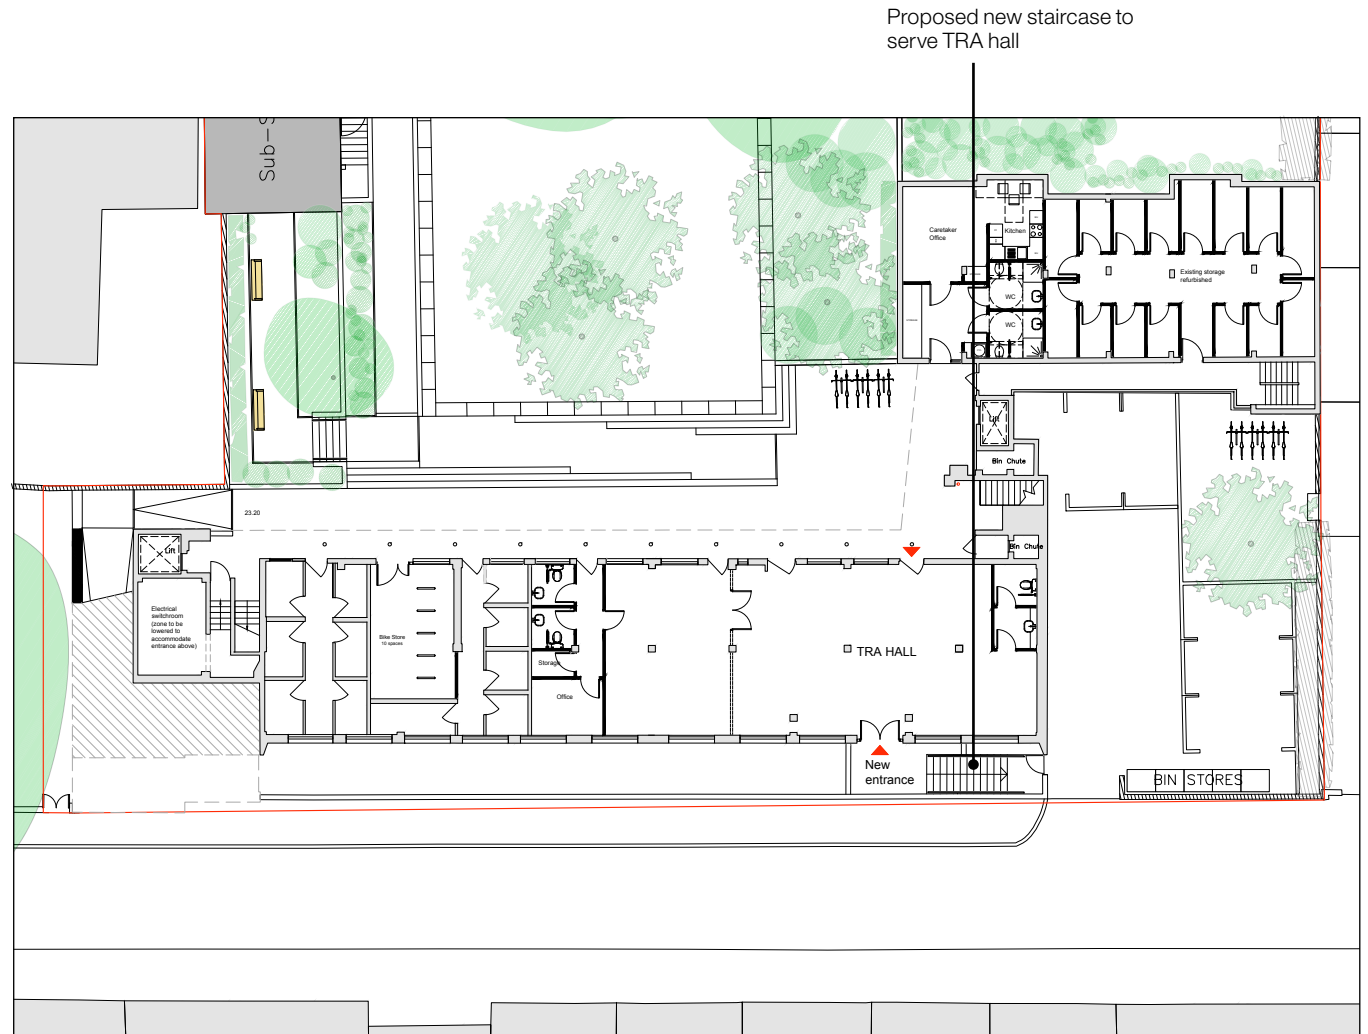 Proposed new staircase to
serve TRA hall
Sub-S
Caretaker
Office
Kitchen
WC
WC
Existing storage
refurbished
Lift
Bin Chute
23.20
Bin Chute
Lift
Electrical
switchroom
(zone to be
lowered to
accommodate
entrance above)
Bike Store
10 spaces
Storage
Office
TRA HALL
New
entrance
BIN STORES